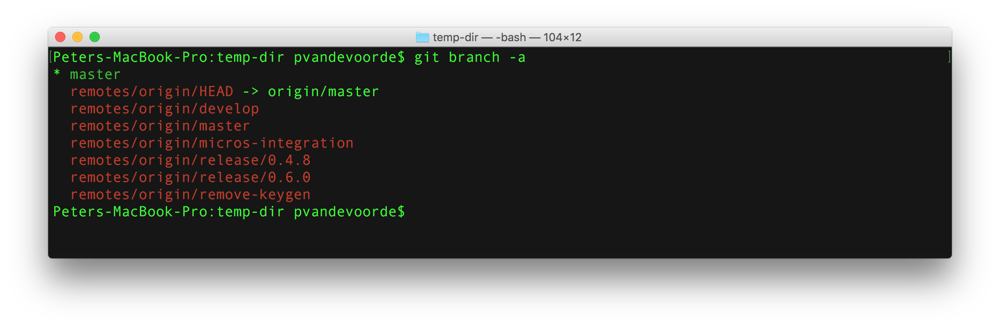 temp-dir — -bash — 104×12
[Peters-MacBook-Pro:temp-dir pvandevoorde$ git branch -a]
* master
  remotes/origin/HEAD -> origin/master
  remotes/origin/develop
  remotes/origin/master
  remotes/origin/micros-integration
  remotes/origin/release/0.4.8
  remotes/origin/release/0.6.0
  remotes/origin/remove-keygen
Peters-MacBook-Pro:temp-dir pvandevoorde$